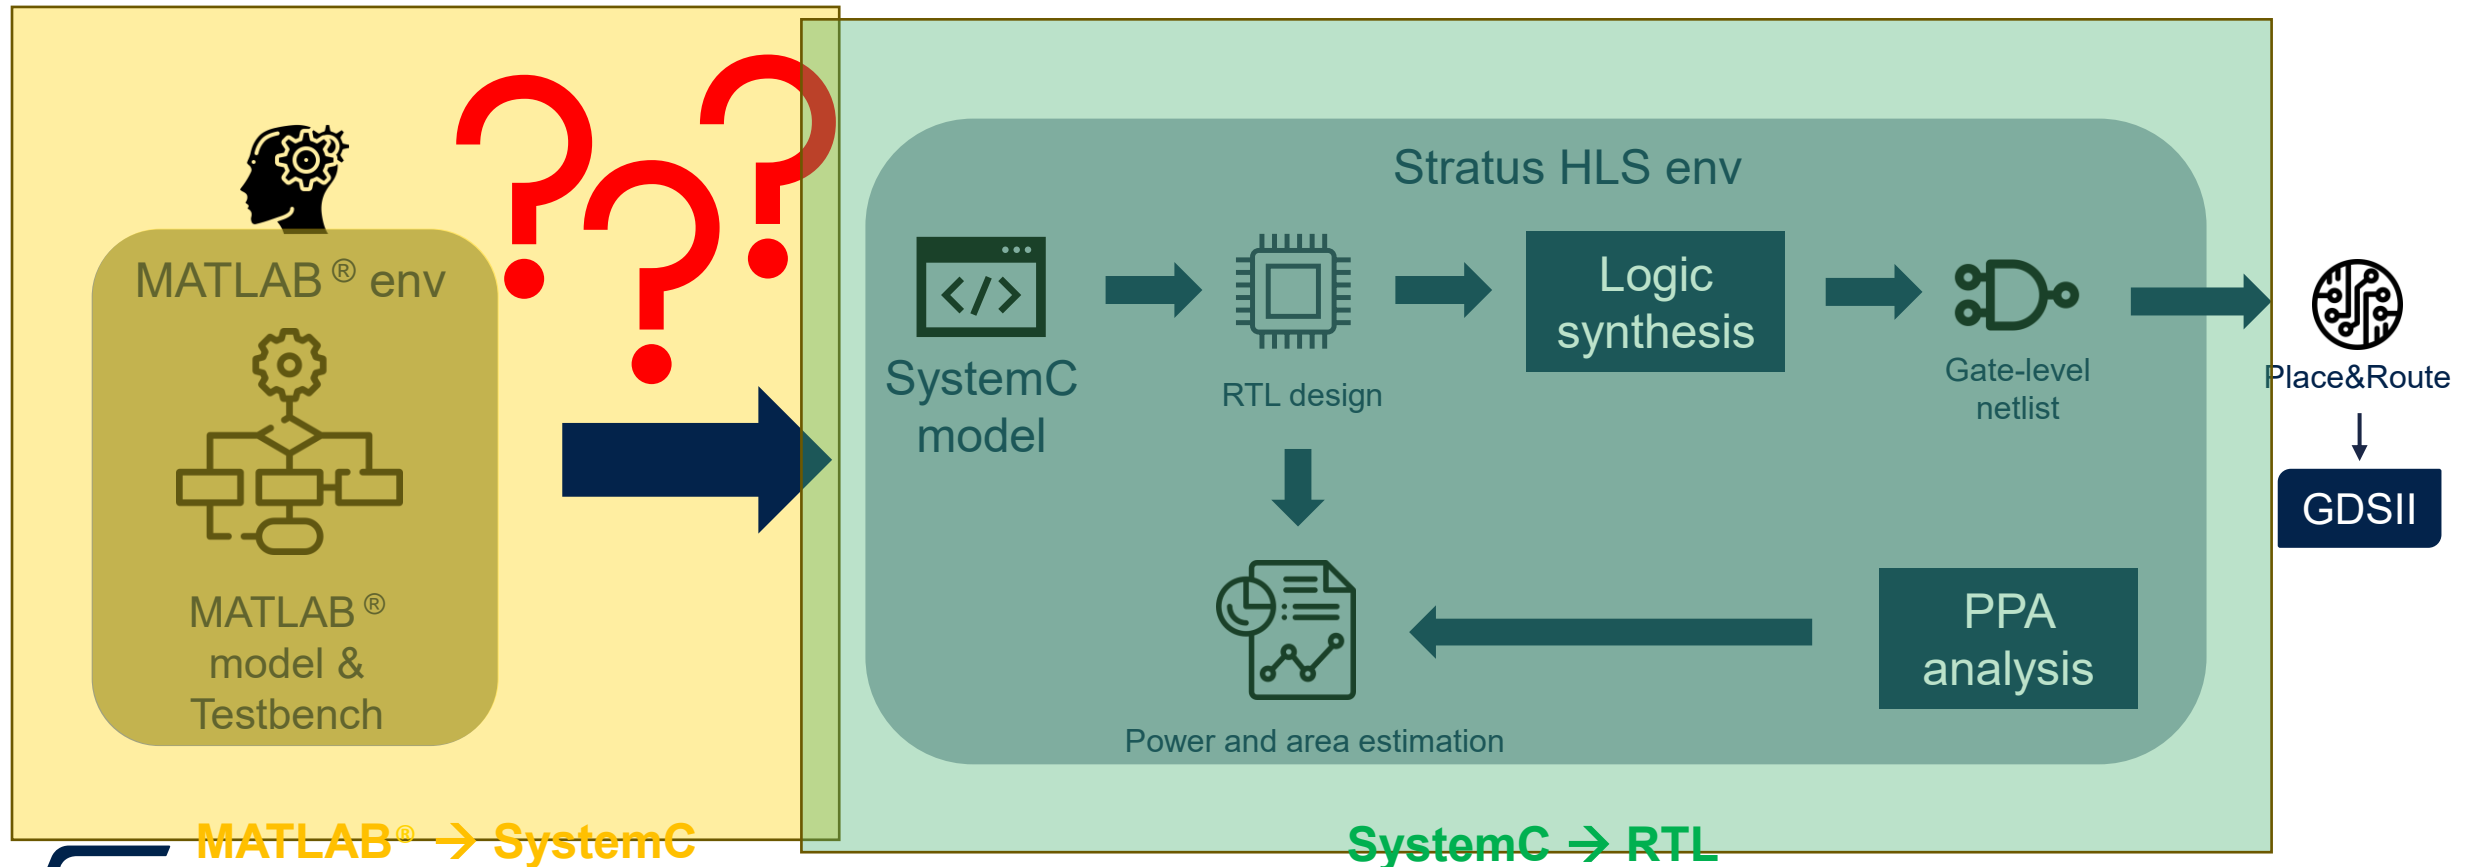 MATLAB® env
MATLAB®
model &
Testbench
MATLAB® → SystemC
Stratus HLS env
</>
SystemC
model
RTL design
Logic
synthesis
Gate-level
netlist
Power and area estimation
PPA
analysis
SystemC → RTL
Place&Route
GDSII
???